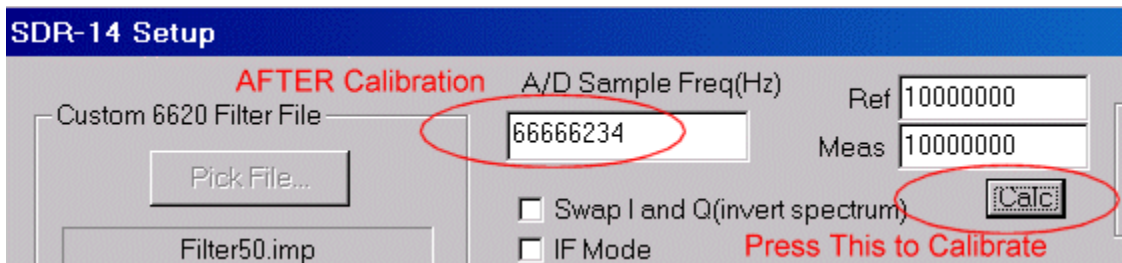 SDR-14 Setup
AFTER Calibration
A/D Sample Freq(Hz)
Ref 10000000
Custom 6620 Filter File
66666234
Meas 10000000
Pick File...
Swap I and Q(invert spectrum)
Calc
Filter50.imp
IF Mode
Press This to Calibrate